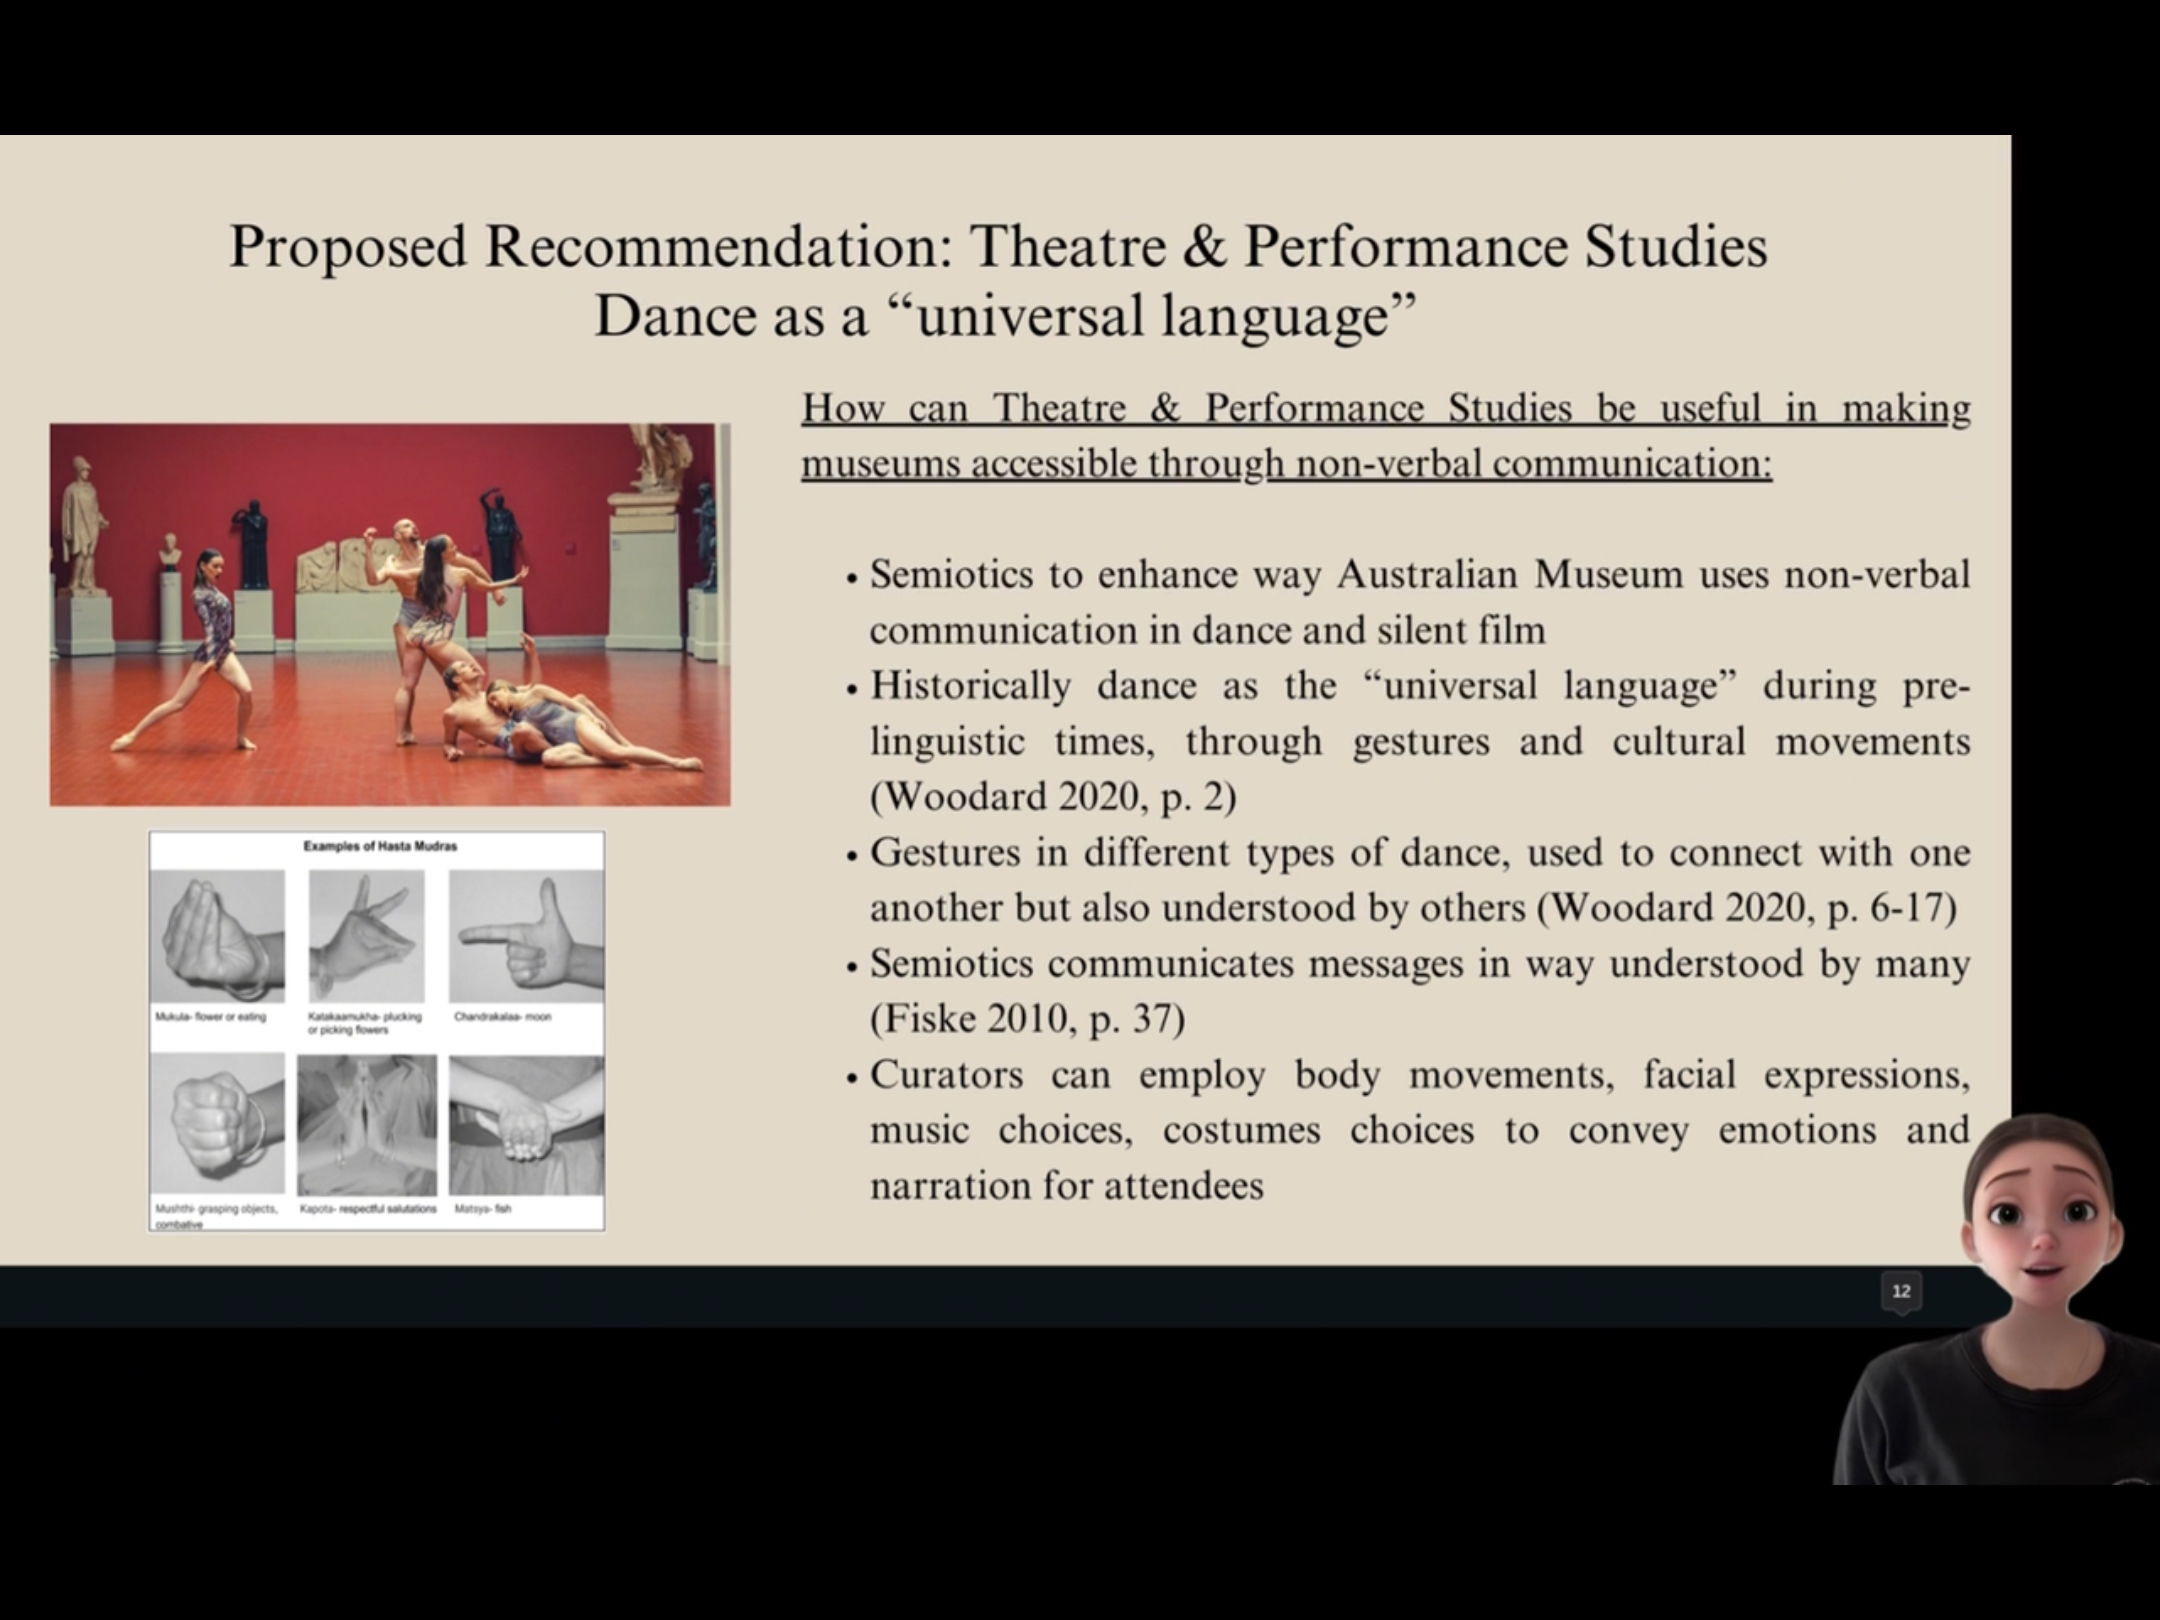 Proposed Recommendation: Theatre & Performance Studies
Dance as a “universal language”
How can Theatre & Performance Studies be useful in making
museums accessible through non-verbal communication:
• Semiotics to enhance way Australian Museum uses non-verbal
communication in dance and silent film
• Historically dance as the “universal language” during pre-
linguistic times, through gestures and cultural movements
(Woodard 2020, p. 2)
• Gestures in different types of dance, used to connect with one
another but also understood by others (Woodard 2020, p. 6-17)
• Semiotics communicates messages in way understood by many
(Fiske 2010, p. 37)
• Curators can employ body movements, facial expressions,
music choices, costumes choices to convey emotions and
narration for attendees
Examples of Hasta Mudras
Mukula- flower or eating
Katakaamukha- plucking
or picking flowers
Chandrakalaa- moon
Mushthi- grasping objects,
combative
Kapota- respectful salutations
Matsya- fish
12